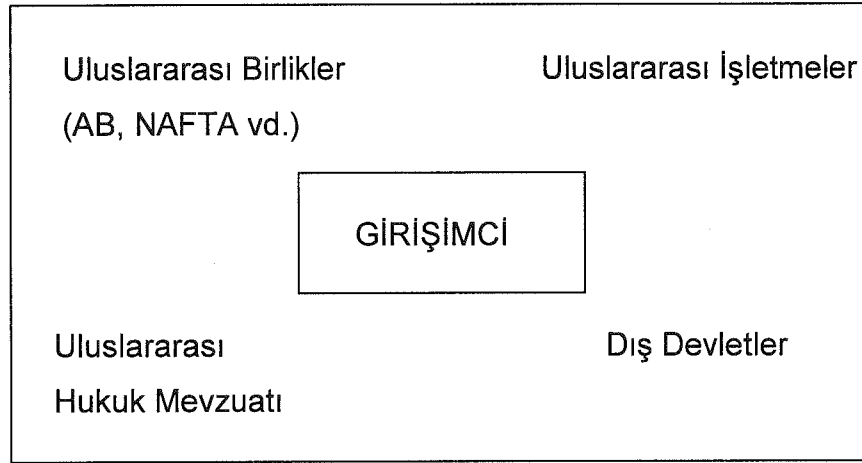 Uluslararası Birlikler
Uluslararası İşletmeler
(AB, NAFTA vd.)
GİRİŞİMCİ
Uluslararası
Dış Devletler
Hukuk Mevzuatı